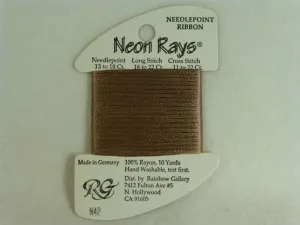 NEEDLEPOINT
RIBBON
Neon Rays®
Needlepoint Long Stitch Cross Stitch
13 to 18 Ct. 18 to 22 Ct. 11 to 22 Ct.
Made in Germany
100% Rayon, 10 Yards
Hand Washable, test first.
RG
Dist. by Rainbow Gallery
7412 Fulton Ave #5
N. Hollywood
CA 91605
N42